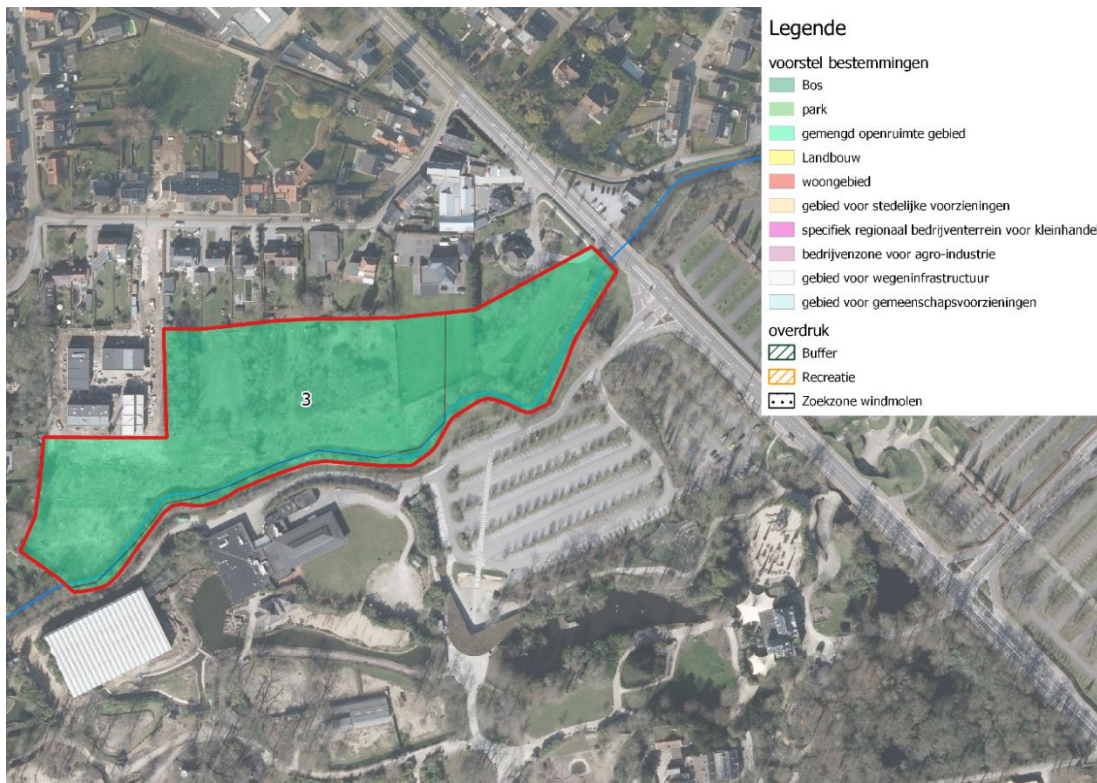 Legende
voorstel bestemmingen
Bos
park
gemengd openruimte gebied
Landbouw
woongebied
gebied voor stedelijke voorzieningen
specifiek regionaal bedrijventerrein voor kleinhandel
bedrijvenzone voor agro-industrie
gebied voor wegeninfrastructuur
gebied voor gemeenschapsvoorzieningen
overdruk
Buffer
Recreatie
Zoekzone windmolen
3